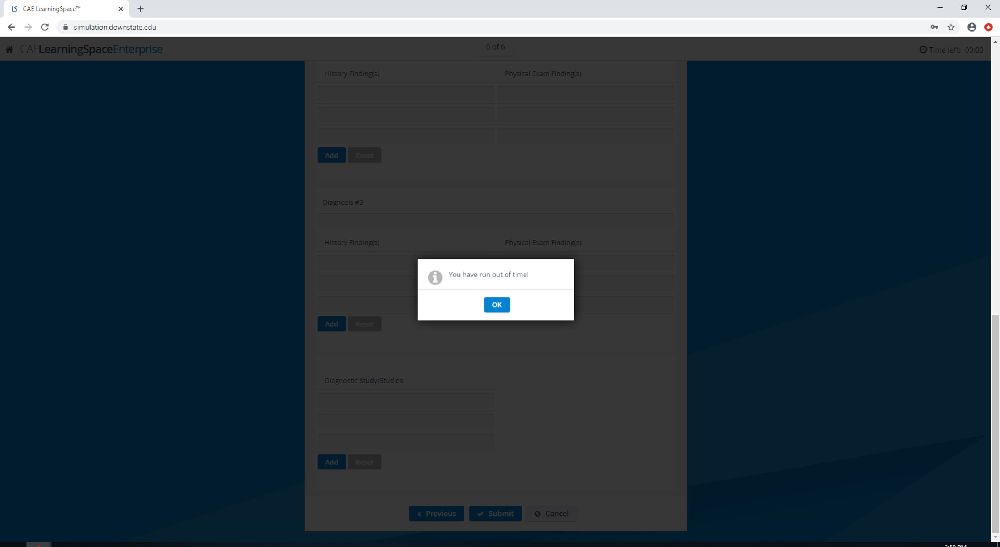 LS CAE LearningSpace™
simulation.downstate.edu
CAELearningSpaceEnterprise
0 of 6
Time left: 00:00
History Finding(s) Physical Exam Finding(s)
Add Reset
Diagnosis #3
History Finding(s) Physical Exam Finding(s)
You have run out of time!
OK
Add Reset
Diagnostic Study/Studies
Add Reset
« Previous Submit Cancel